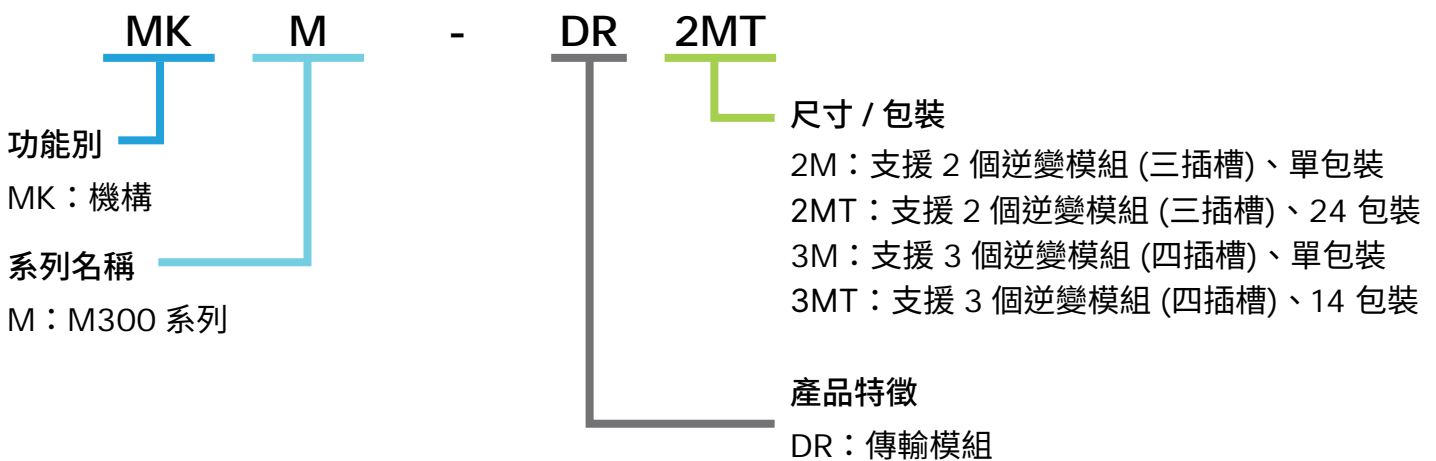 MK M - DR 2MT
功能別
MK：機構
系列名稱
M：M300 系列
尺寸 / 包裝
2M：支援 2 個逆變模組 (三插槽)、單包裝
2MT：支援 2 個逆變模組 (三插槽)、24 包裝
3M：支援 3 個逆變模組 (四插槽)、單包裝
3MT：支援 3 個逆變模組 (四插槽)、14 包裝
產品特徵
DR：傳輸模組